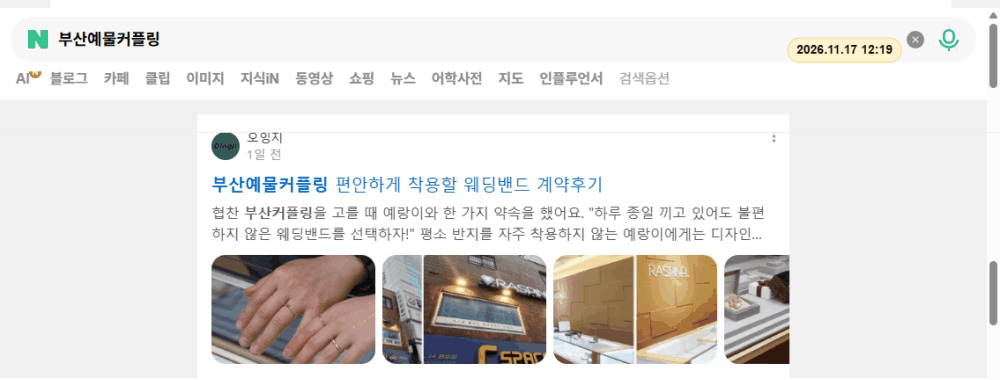 부산예물커플링
2026.11.17 12:19
AI 블로그 카페 클립 이미지 지식iN 동영상 쇼핑 뉴스 어학사전 지도 인플루언서 검색옵션
오잉지
1일 전
부산예물커플링 편안하게 착용할 웨딩밴드 계약후기
협찬 부산커플링을 고를 때 예랑이와 한 가지 약속을 했어요. "하루 종일 끼고 있어도 불편
하지 않은 웨딩밴드를 선택하자!" 평소 반지를 자주 착용하지 않는 예랑이에게는 디자인...
RASPINEL
C SPACE